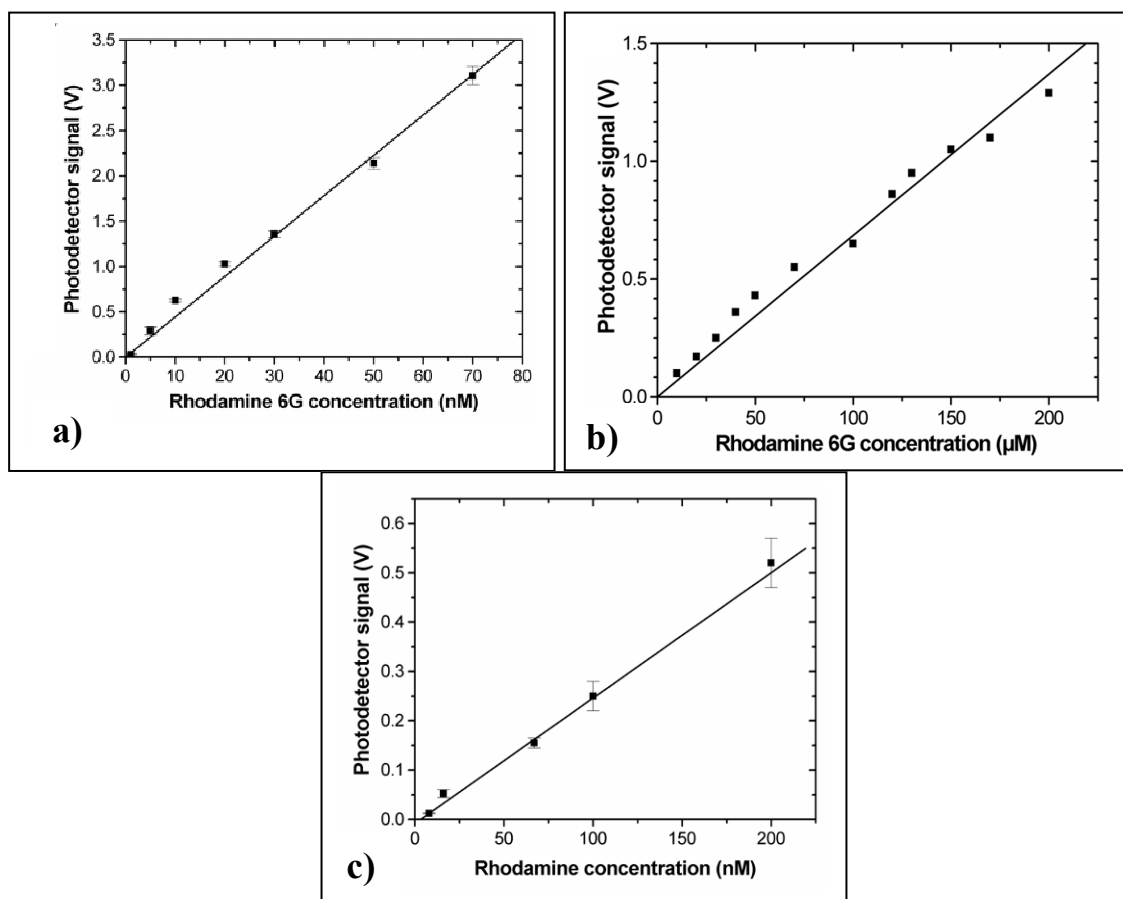 3.5
3.0
2.5
2.0
1.5
1.0
0.5
0.0
Photodetector signal (V)
0 10 20 30 40 50 60 70 80
Rhodamine 6G concentration (nM)
a)
1.5
1.0
0.5
0.0
Photodetector signal (V)
0 50 100 150 200
Rhodamine 6G concentration (µM)
b)
0.6
0.5
0.4
0.3
0.2
0.1
0.0
Photodetector signal (V)
0 50 100 150 200
Rhodamine concentration (nM)
c)